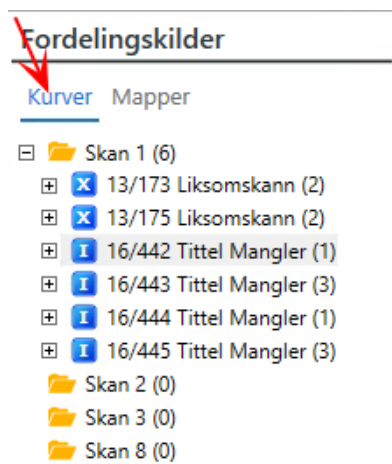 Fordelingskilder
Kurver Mapper
Skan 1 (6)
X 13/173 Liksomskann (2)
X 13/175 Liksomskann (2)
I 16/442 Tittel Mangler (1)
I 16/443 Tittel Mangler (3)
I 16/444 Tittel Mangler (1)
I 16/445 Tittel Mangler (3)
Skan 2 (0)
Skan 3 (0)
Skan 8 (0)